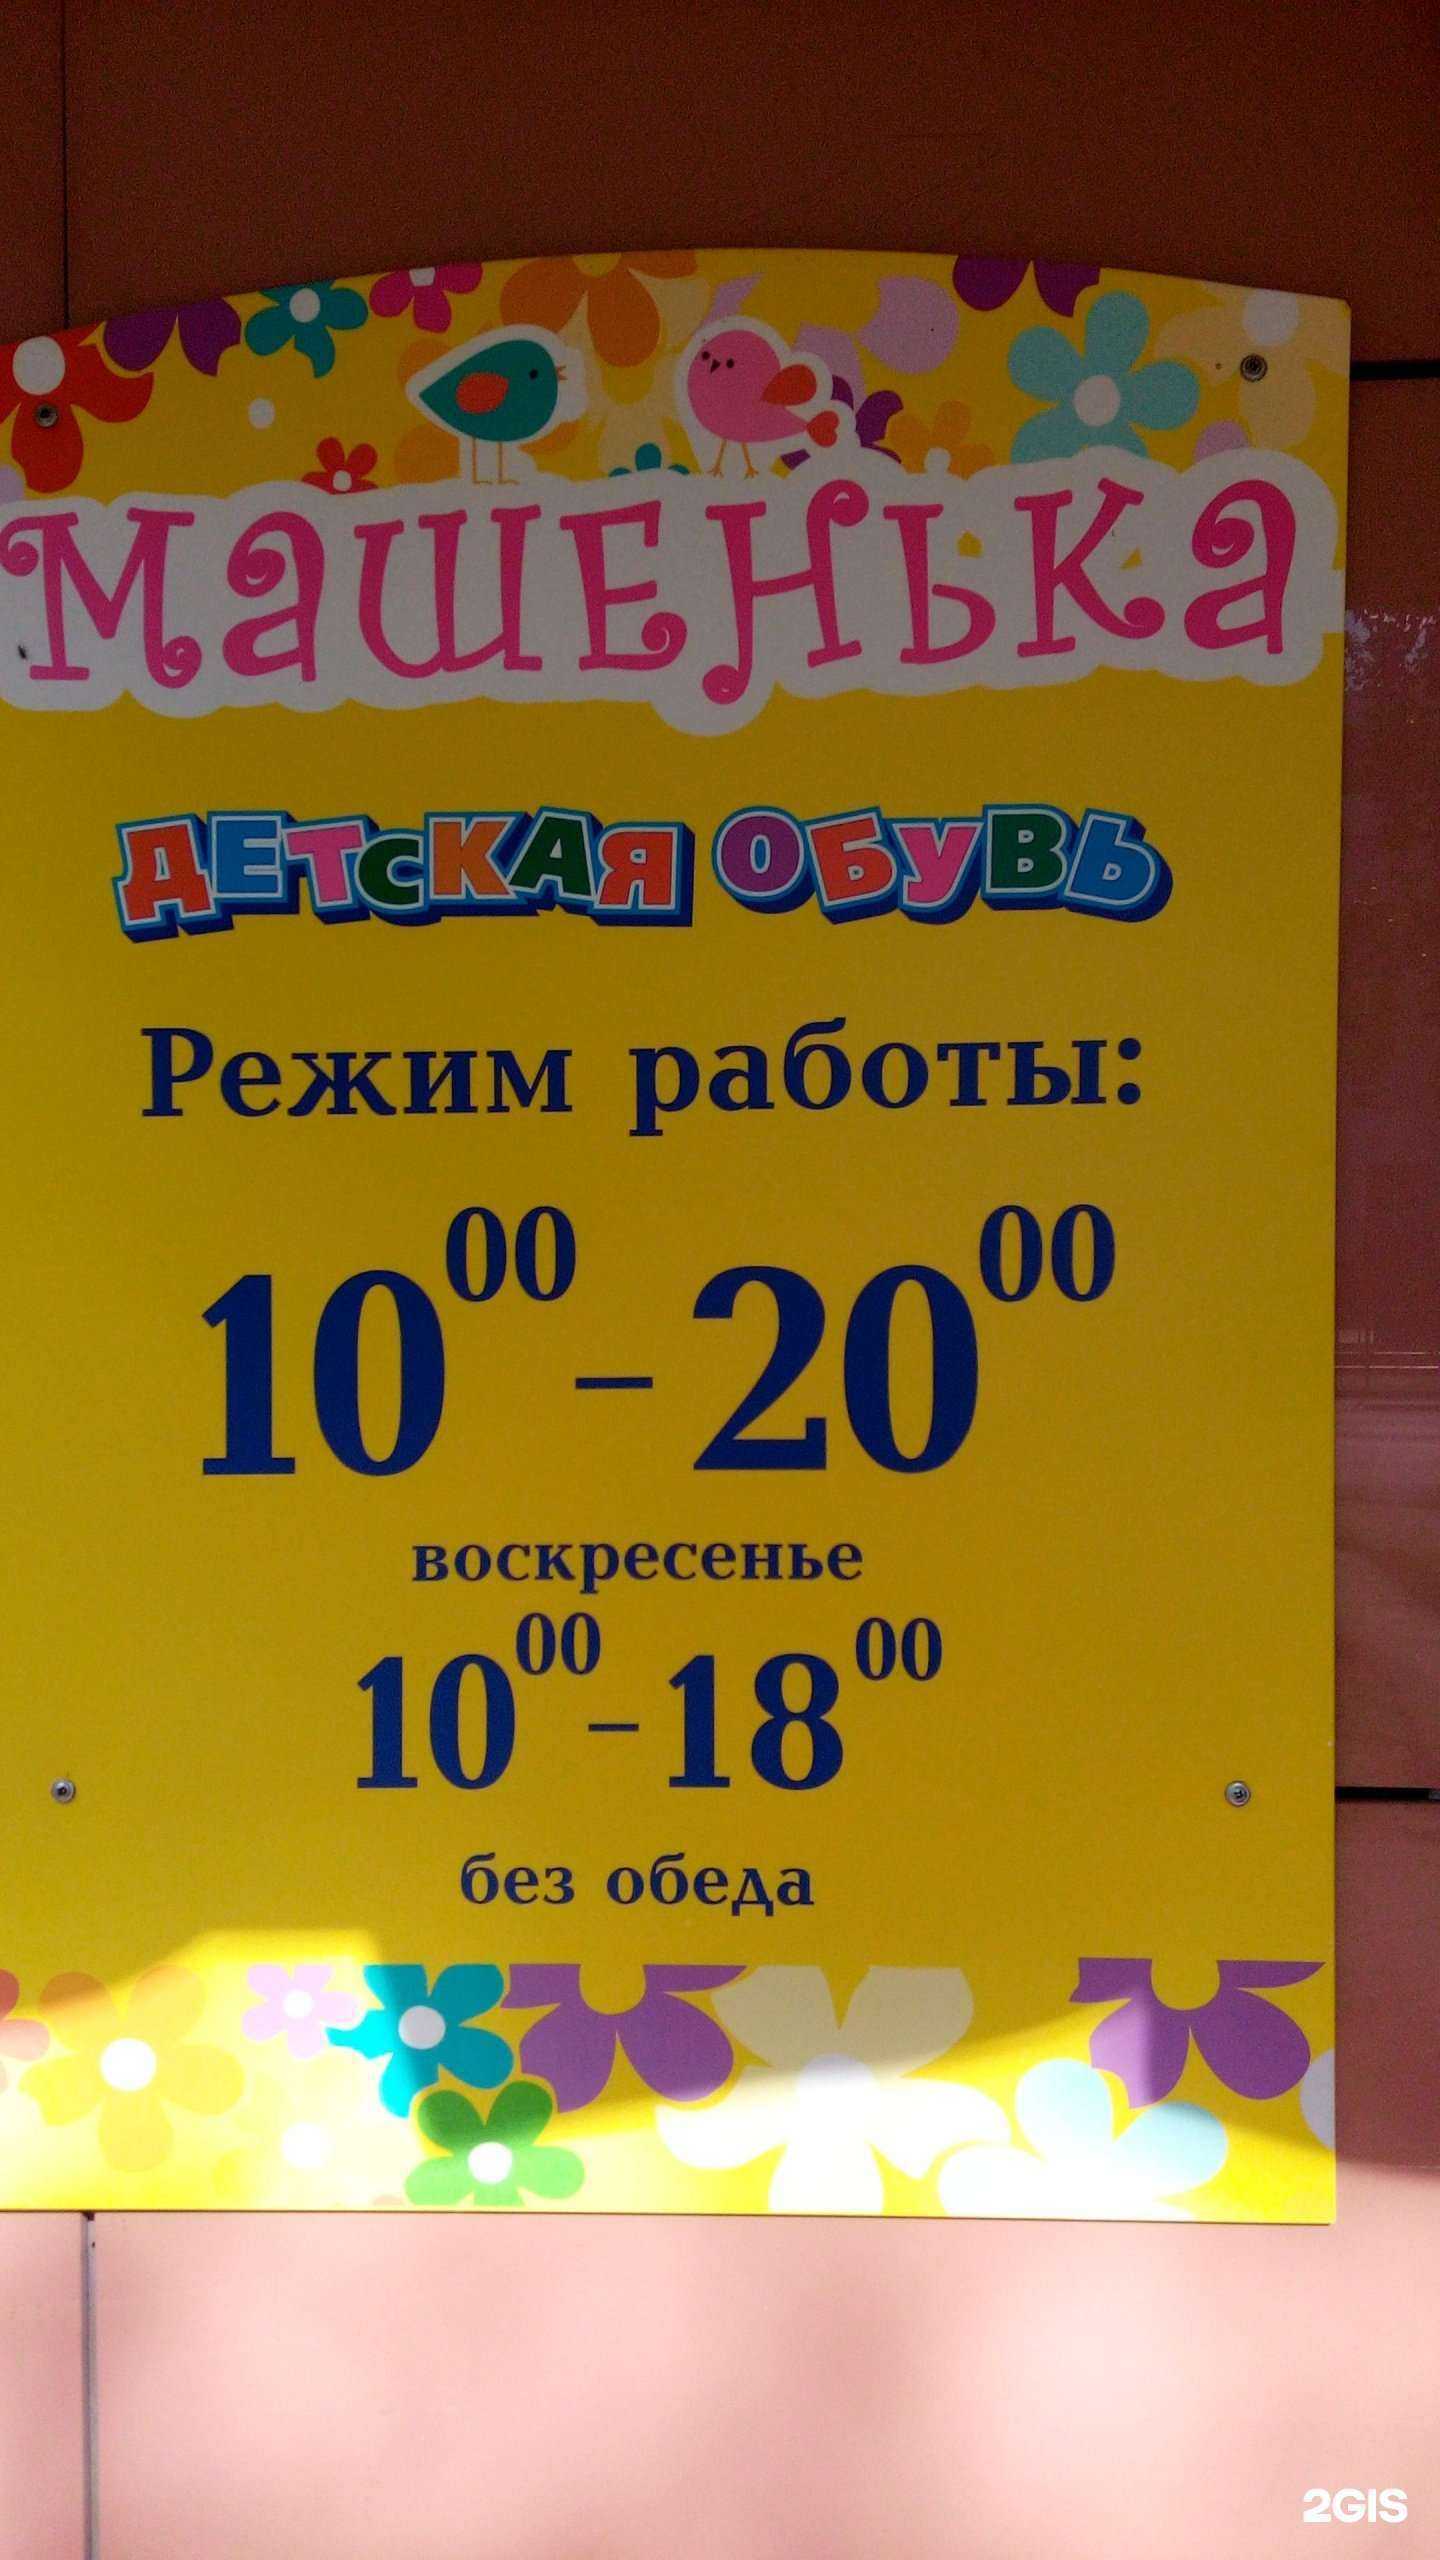 Машенька
ДЕТСКАЯ ОБУВЬ
Режим работы:
10⁰⁰ – 20⁰⁰
воскресенье
10⁰⁰ – 18⁰⁰
без обеда
2GIS